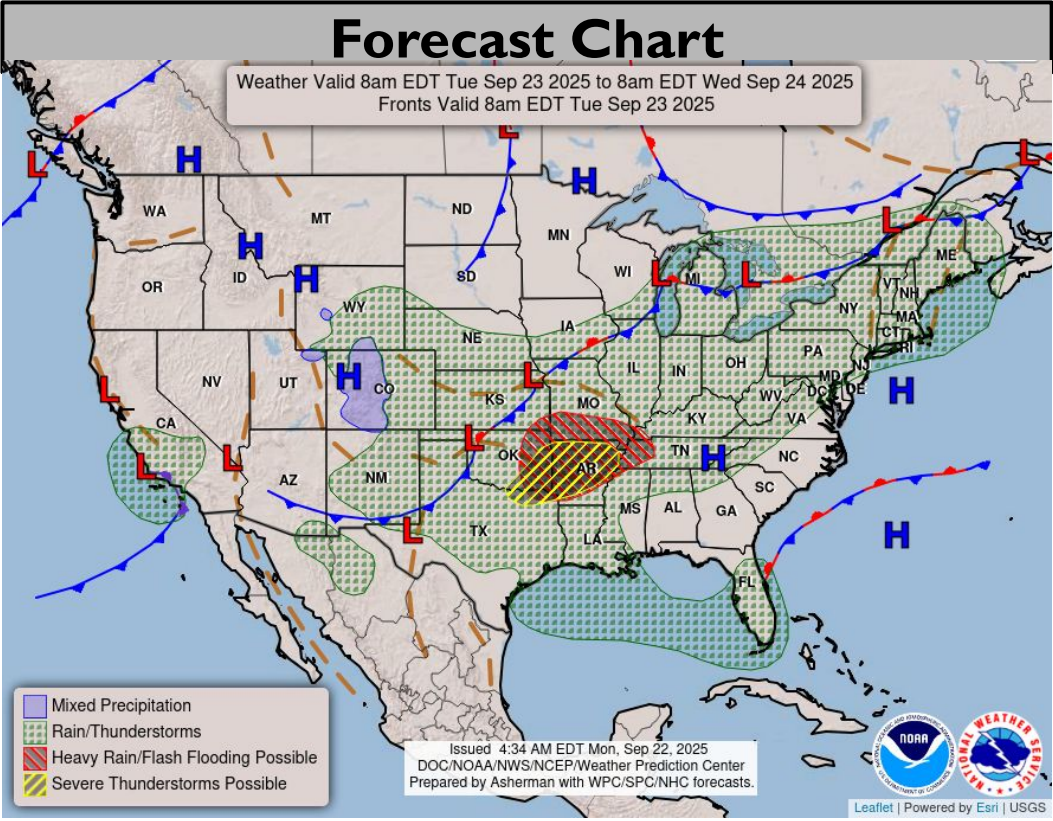 Forecast Chart
Weather Valid 8am EDT Tue Sep 23 2025 to 8am EDT Wed Sep 24 2025
Fronts Valid 8am EDT Tue Sep 23 2025
L
H
H
L
L
WA
MT
ND
MN
L
H
ID
SD
WI
L
MI
L
ME
OR
H
WY
VT
NH
NY
NE
IA
MA
CT
RI
L
NV
UT
H
CO
KS
L
MO
IL
IN
OH
PA
NJ
MD
DE
DC
H
WV
VA
KY
CA
L
L
AZ
NM
L
OK
AR
TN
H
NC
SC
L
TX
LA
MS
AL
GA
H
FL
Mixed Precipitation
Rain/Thunderstorms
Heavy Rain/Flash Flooding Possible
Severe Thunderstorms Possible
Issued 4:34 AM EDT Mon, Sep 22, 2025
DOC/NOAA/NWS/NCEP/Weather Prediction Center
Prepared by Asherman with WPC/SPC/NHC forecasts.
NOAA
NATIONAL WEATHER SERVICE
Leaflet | Powered by Esri | USGS